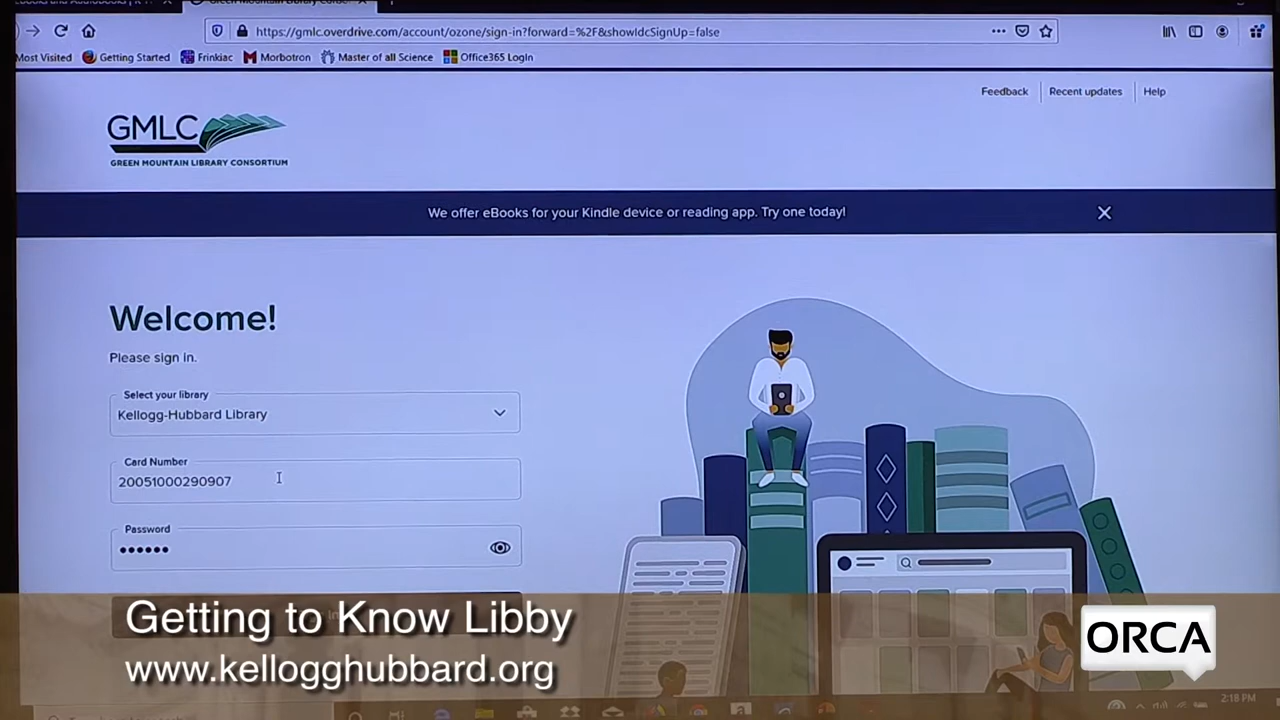 https://gmlc.overdrive.com/account/ozone/sign-in?forward=%2F&showIdcSignUp=false
Most Visited Getting Started Frinkiac Morbotron Master of all Science Office365 LogIn
Feedback Recent updates Help
GMLC
GREEN MOUNTAIN LIBRARY CONSORTIUM
We offer eBooks for your Kindle device or reading app. Try one today!
Welcome!
Please sign in.
Select your library
Kellogg-Hubbard Library
Card Number
20051000290907
Password
Getting to Know Libby
www.kellogghubbard.org
ORCA
2:18 PM